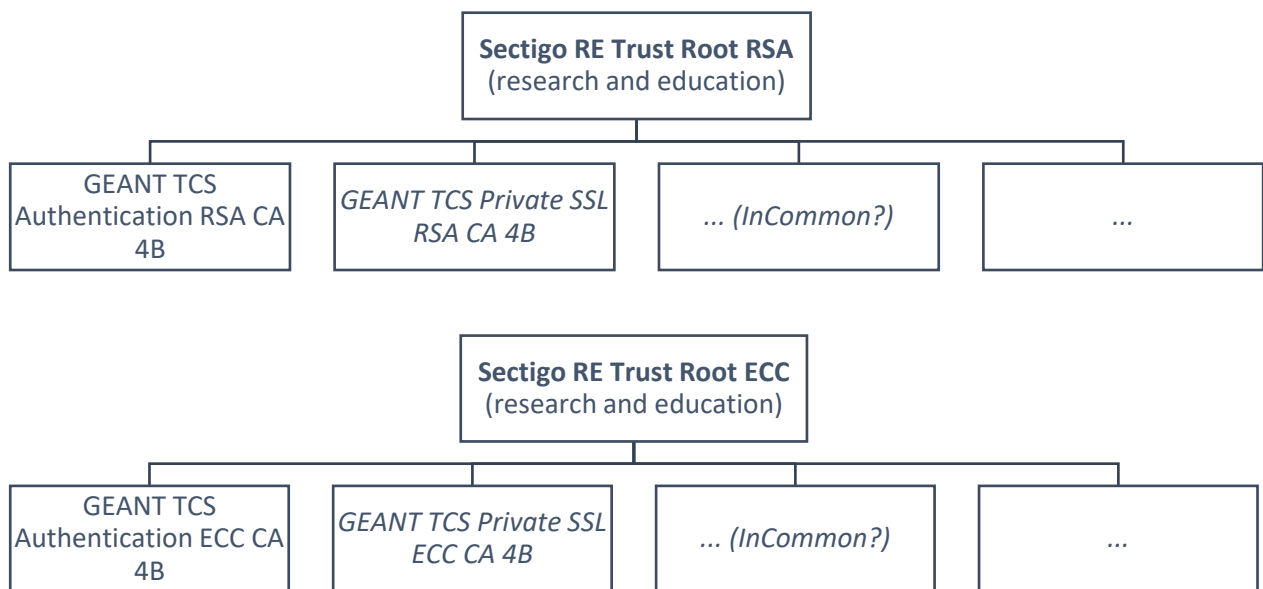 Sectigo RE Trust Root RSA
(research and education)
GEANT TCS
Authentication RSA CA
4B
GEANT TCS Private SSL
RSA CA 4B
... (InCommon?)
...
Sectigo RE Trust Root ECC
(research and education)
GEANT TCS
Authentication ECC CA
4B
GEANT TCS Private SSL
ECC CA 4B
... (InCommon?)
...